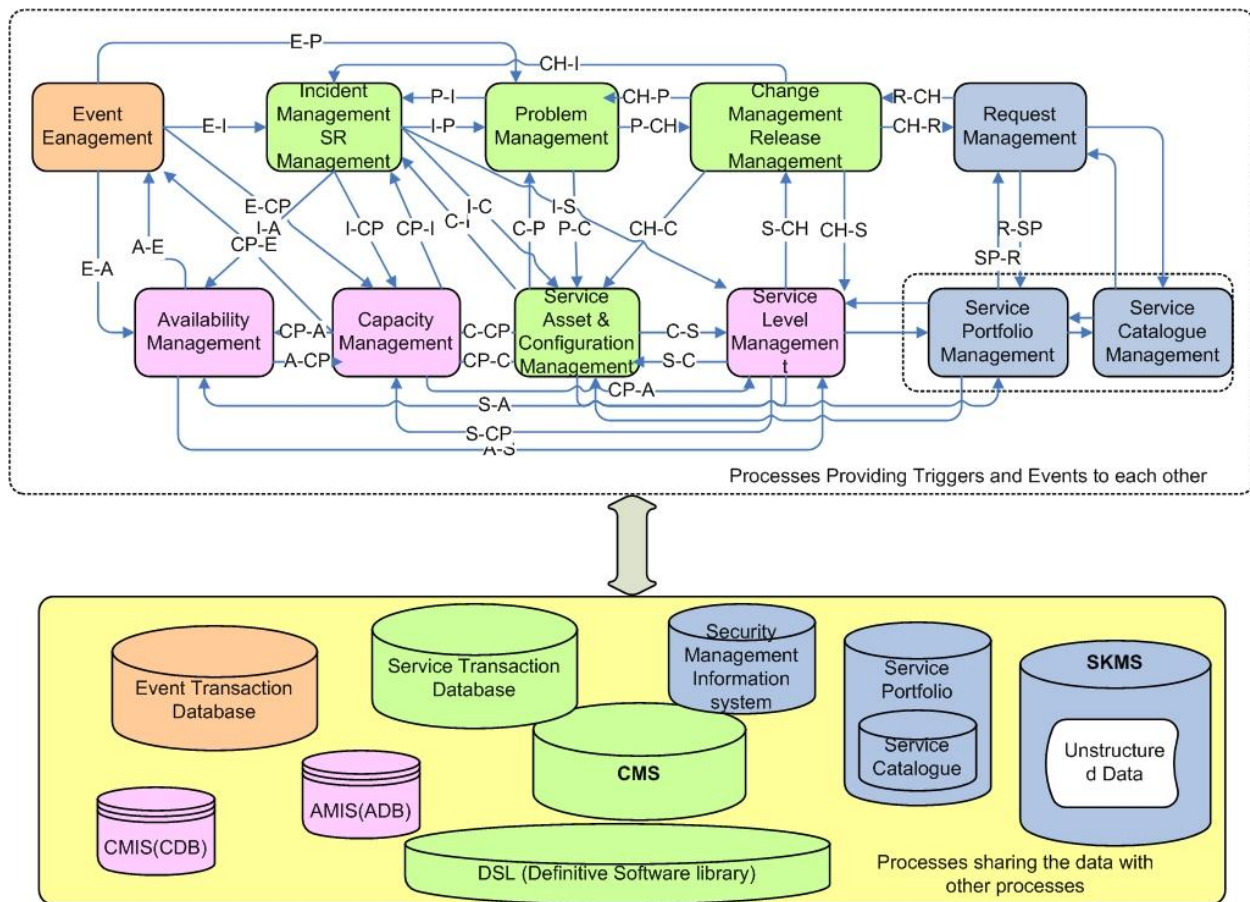 E-P
CH-I
Event
Eanagement
Incident
Management
SR
Management
Problem
Management
Change
Management
Release
Management
Request
Management
E-I
P-I
I-P
CH-P
P-CH
R-CH
CH-R
E-CP
I-A
CP-E
A-E
E-A
I-CP
CP-I
I-C
C-I
C-P
I-S
P-C
CH-C
S-CH
CH-S
R-SP
SP-R
Availability
Management
CP-A
A-CP
Capacity
Management
C-CP
CP-C
Service
Asset &
Configuration
Management
C-S
S-C
Service
Level
Managemen
t
Service
Portfolio
Management
Service
Catalogue
Management
CP-A
S-A
S-CP
A-S
Processes Providing Triggers and Events to each other
Event Transaction
Database
Service Transaction
Database
Security
Management
Information
system
Service
Portfolio
Service
Catalogue
SKMS
Unstructure
d Data
CMS
AMIS(ADB)
CMIS(CDB)
DSL (Definitive Software library)
Processes sharing the data with
other processes